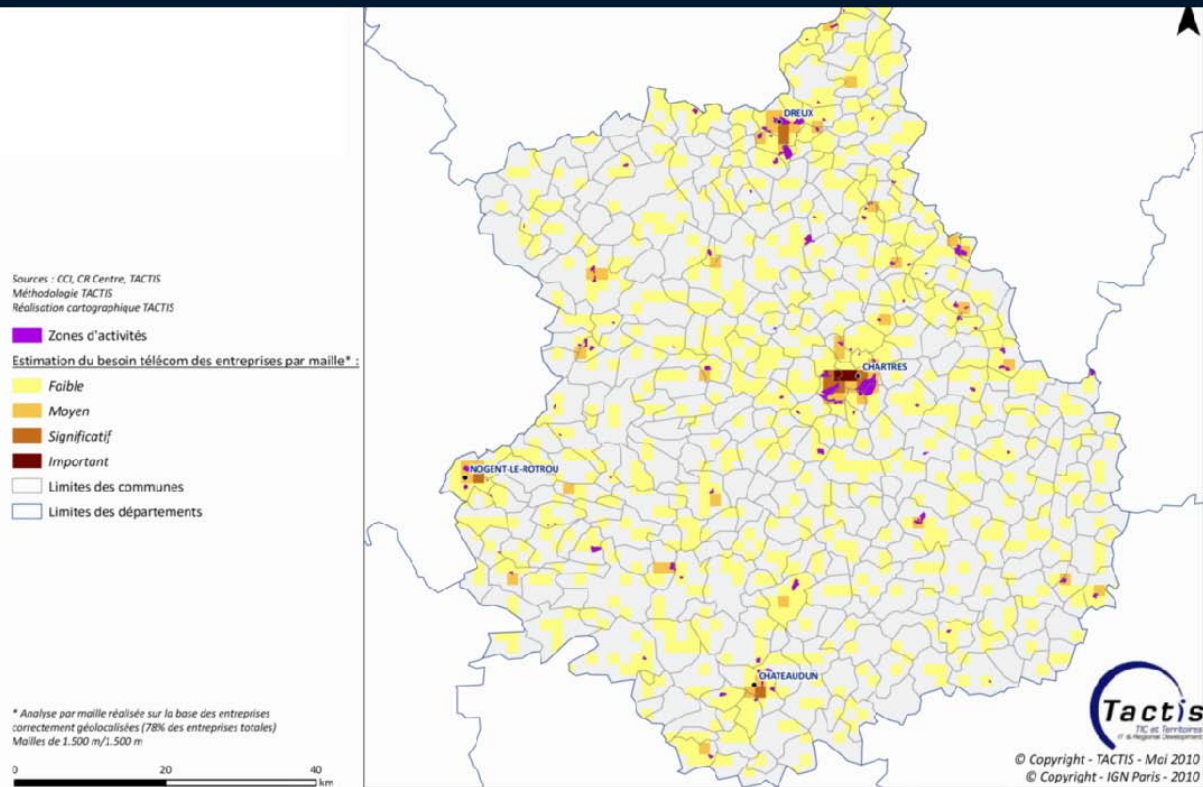 DREUX
CHARTRES
NOGENT-LE-ROTROU
CHATEAUDUN
Sources : CCI, CR Centre, TACTIS
Méthodologie TACTIS
Réalisation cartographique TACTIS
Zones d'activités
Estimation du besoin télécom des entreprises par maille* :
Faible
Moyen
Significatif
Important
Limites des communes
Limites des départements
* Analyse par maille réalisée sur la base des entreprises
correctement géolocalisées (78% des entreprises totales)
Mailles de 1.500 m/1.500 m
0 20 40
km
Tactis
TIC et Territoires
IT & Regional Development
© Copyright - TACTIS - Mai 2010
© Copyright - IGN Paris - 2010